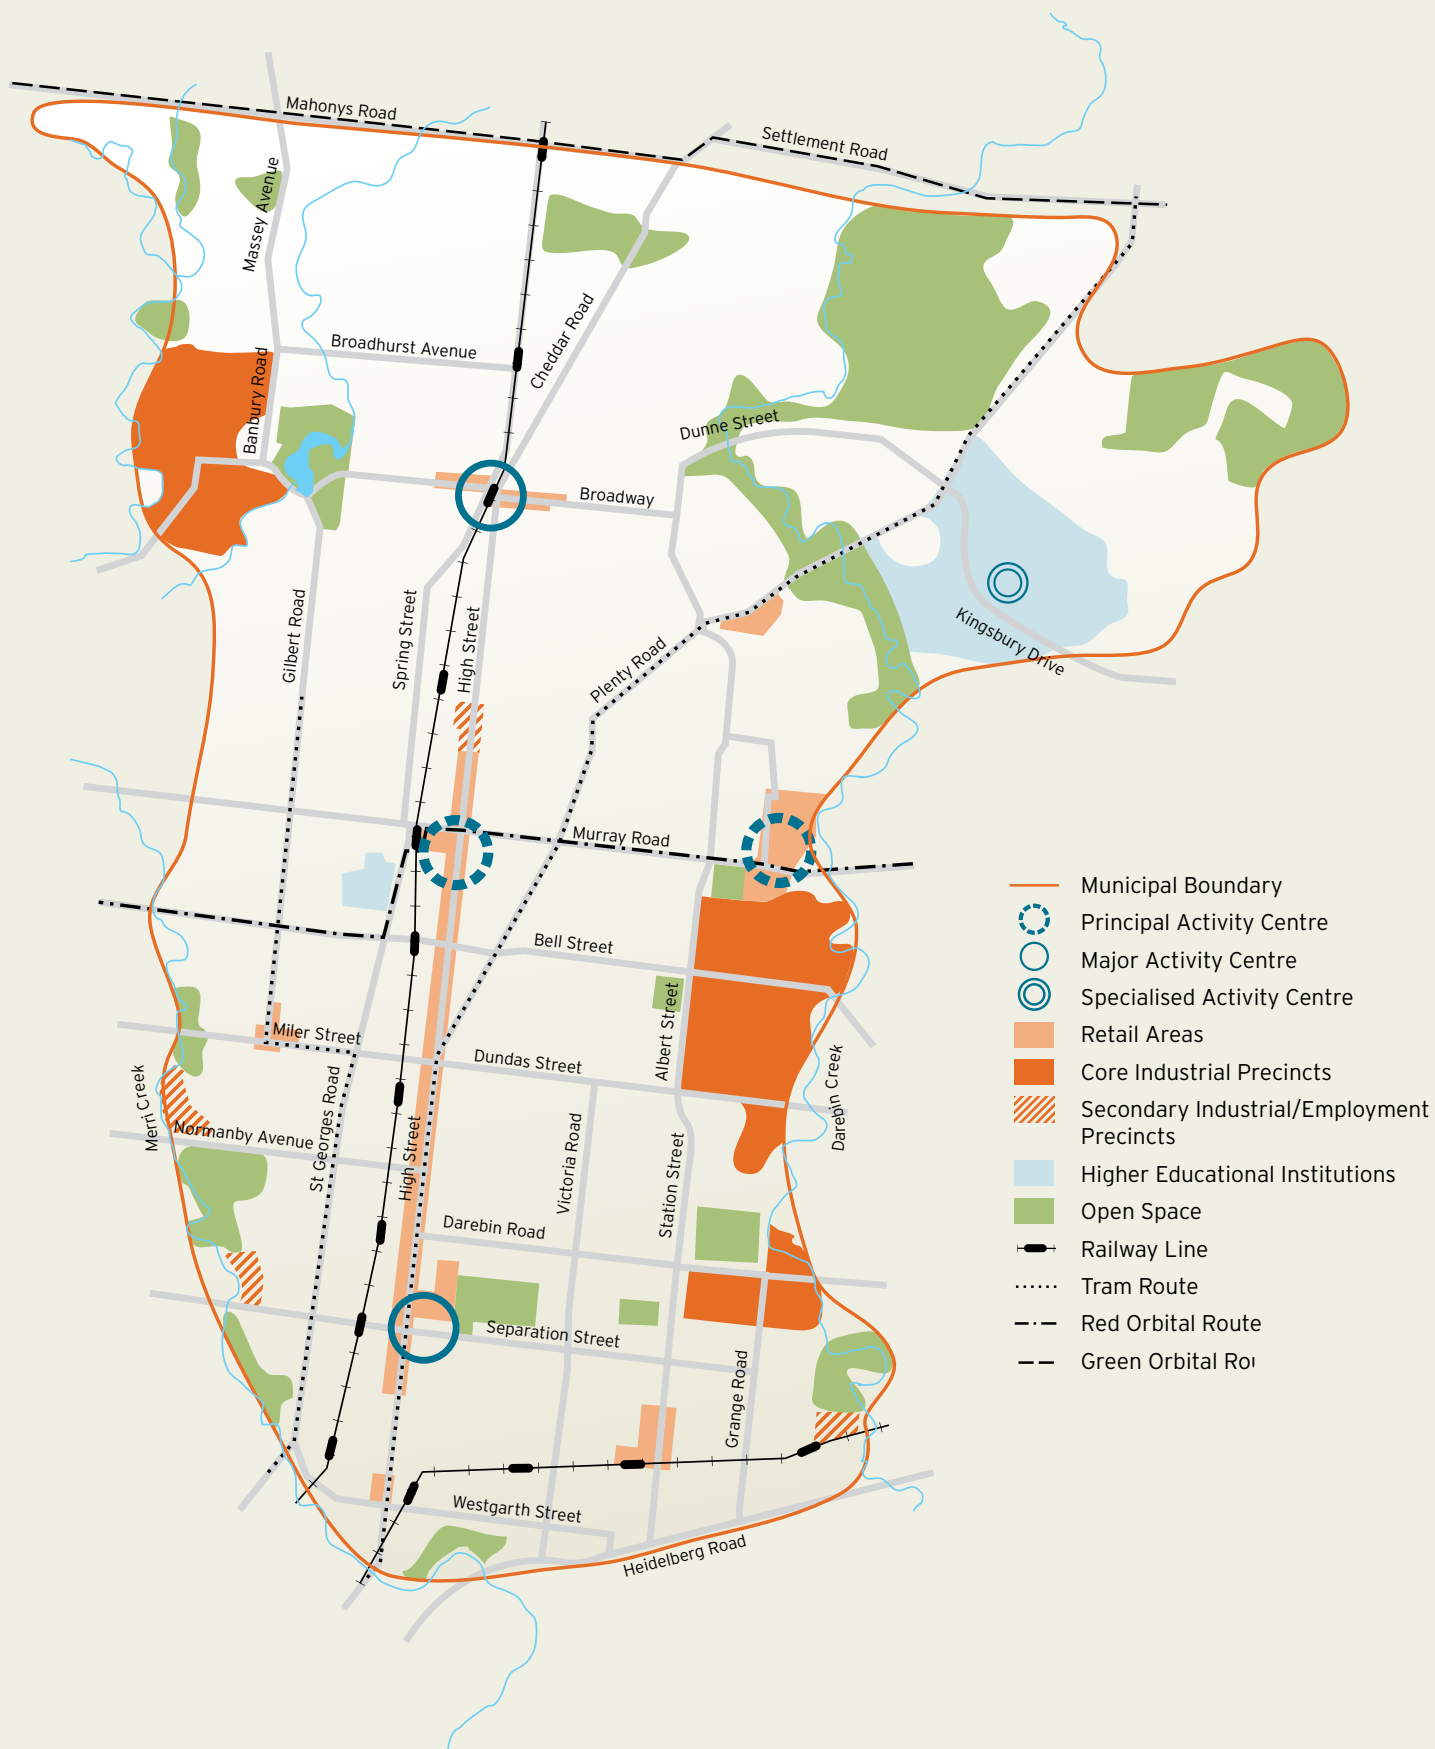 Mahonys Road
Settlement Road
Massey Avenue
Cheddar Road
Broadhurst Avenue
Banbury Road
Dunne Street
Broadway
Gilbert Road
Spring Street
High Street
Kingsbury Drive
Plenty Road
Murray Road
Bell Street
Albert Street
Miler Street
Dundas Street
Merri Creek
Darebin Creek
St Georges Road
Normanby Avenue
High Street
Victoria Road
Station Street
Darebin Road
Separation Street
Grange Road
Westgarth Street
Heidelberg Road
Municipal Boundary
Principal Activity Centre
Major Activity Centre
Specialised Activity Centre
Retail Areas
Core Industrial Precincts
Secondary Industrial/Employment
Precincts
Higher Educational Institutions
Open Space
Railway Line
Tram Route
Red Orbital Route
Green Orbital